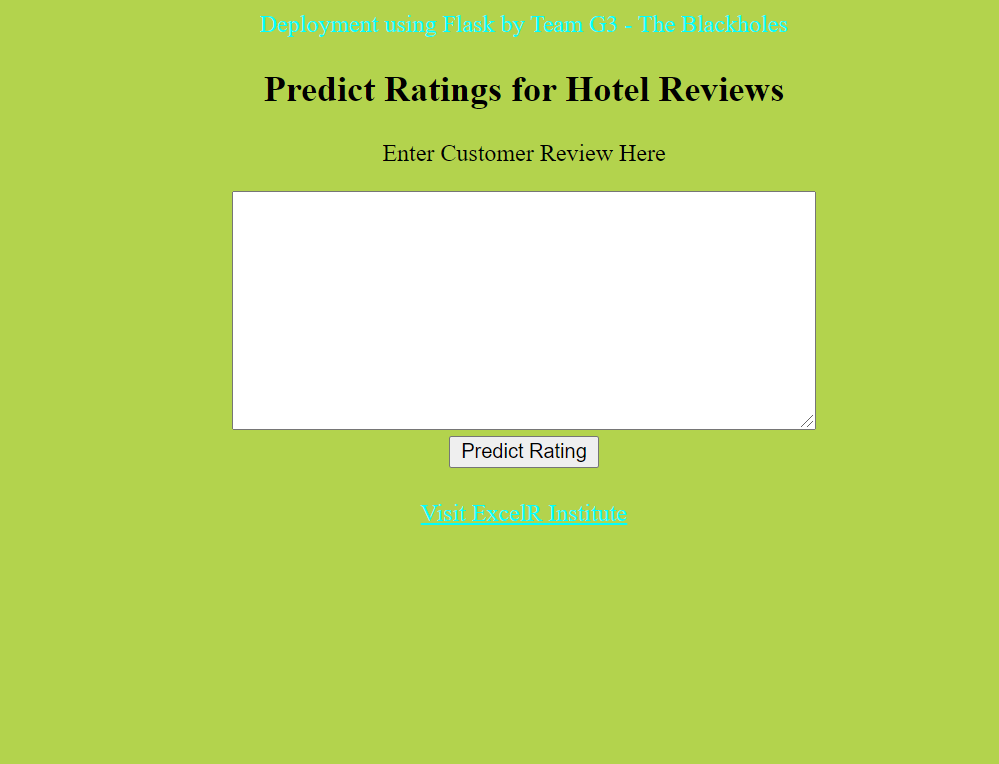 Deployment using Flask by Team G3 - The Blackholes
Predict Ratings for Hotel Reviews
Enter Customer Review Here
Predict Rating
Visit ExcelR Institute